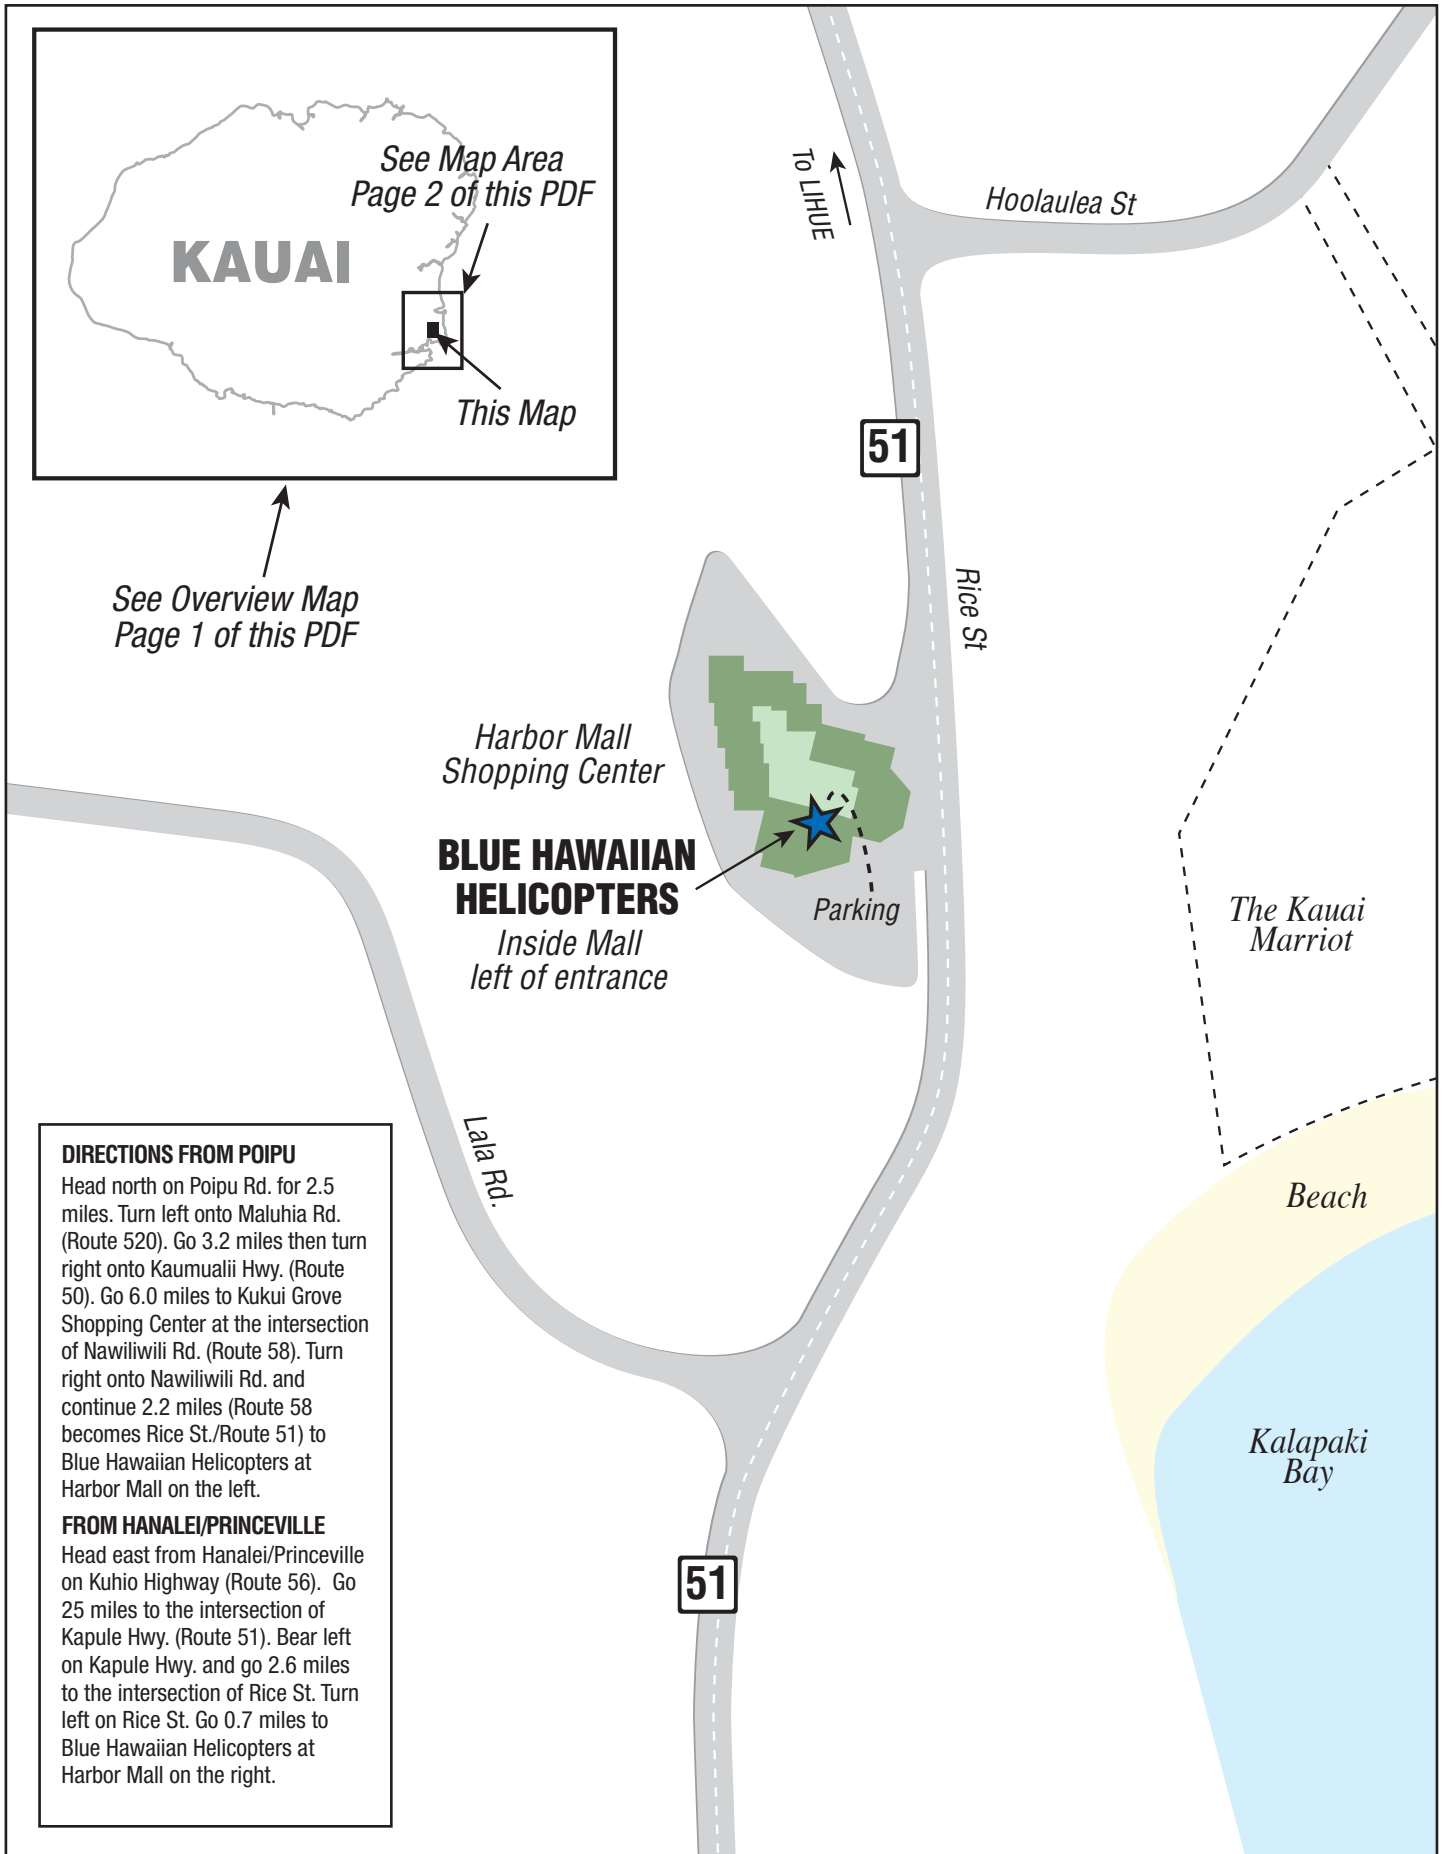 See Map Area
Page 2 of this PDF
KAUAI
This Map
See Overview Map
Page 1 of this PDF
To LIHUE
Hoolaulea St
51
Rice St
Harbor Mall
Shopping Center
BLUE HAWAIIAN
HELICOPTERS
Inside Mall
left of entrance
Parking
The Kauai
Marriot
Lala Rd.
Beach
Kalapaki
Bay
51
DIRECTIONS FROM POIPU
Head north on Poipu Rd. for 2.5
miles. Turn left onto Maluhia Rd.
(Route 520). Go 3.2 miles then turn
right onto Kaumualii Hwy. (Route
50). Go 6.0 miles to Kukui Grove
Shopping Center at the intersection
of Nawiliwili Rd. (Route 58). Turn
right onto Nawiliwili Rd. and
continue 2.2 miles (Route 58
becomes Rice St./Route 51) to
Blue Hawaiian Helicopters at
Harbor Mall on the left.
FROM HANALEI/PRINCEVILLE
Head east from Hanalei/Princeville
on Kuhio Highway (Route 56).  Go
25 miles to the intersection of
Kapule Hwy. (Route 51). Bear left
on Kapule Hwy. and go 2.6 miles
to the intersection of Rice St. Turn
left on Rice St. Go 0.7 miles to
Blue Hawaiian Helicopters at
Harbor Mall on the right.